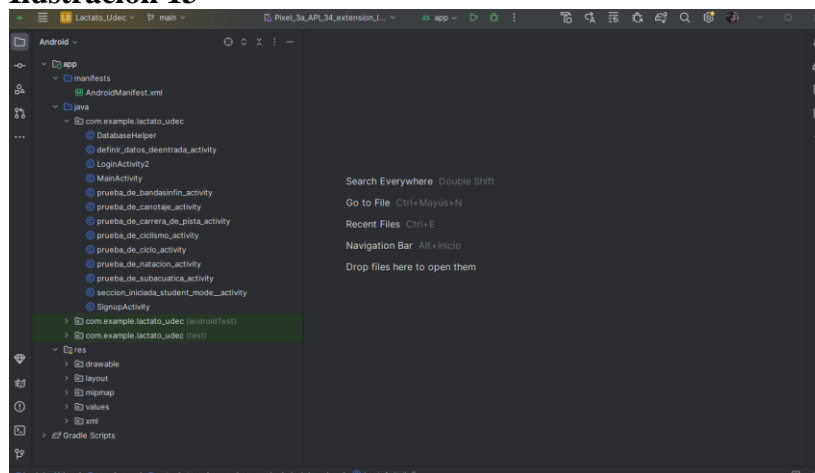 Lactato_Udec
main
Pixel_3a_API_34_extension_l...
app
Android
app
manifests
AndroidManifest.xml
java
com.example.lactato_udec
DatabaseHelper
definir_datos_deentrada_activity
LoginActivity2
MainActivity
prueba_de_bandasinfin_activity
prueba_de_canotaje_activity
prueba_de_carrera_de_pista_activity
prueba_de_ciclismo_activity
prueba_de_ciclo_activity
prueba_de_natacion_activity
prueba_de_subacuatica_activity
seccion_iniciada_student_mode__activity
SignupActivity
com.example.lactato_udec (androidTest)
com.example.lactato_udec (test)
res
drawable
layout
mipmap
values
xml
Gradle Scripts
Search Everywhere Double Shift
Go to File Ctrl+Mayús+N
Recent Files Ctrl+E
Navigation Bar Alt+Inicio
Drop files here to open them